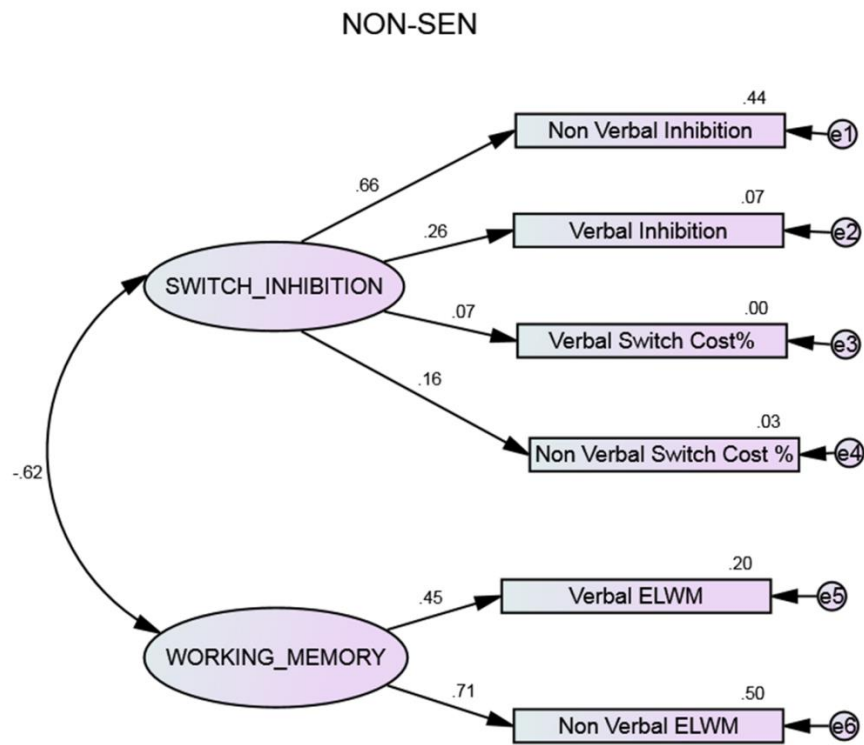 NON-SEN
.44
Non Verbal Inhibition
e1
.66
.07
Verbal Inhibition
e2
.26
SWITCH_INHIBITION
.07
.00
Verbal Switch Cost%
e3
.16
.03
Non Verbal Switch Cost %
e4
-.62
.20
Verbal ELWM
e5
.45
WORKING_MEMORY
.71
.50
Non Verbal ELWM
e6